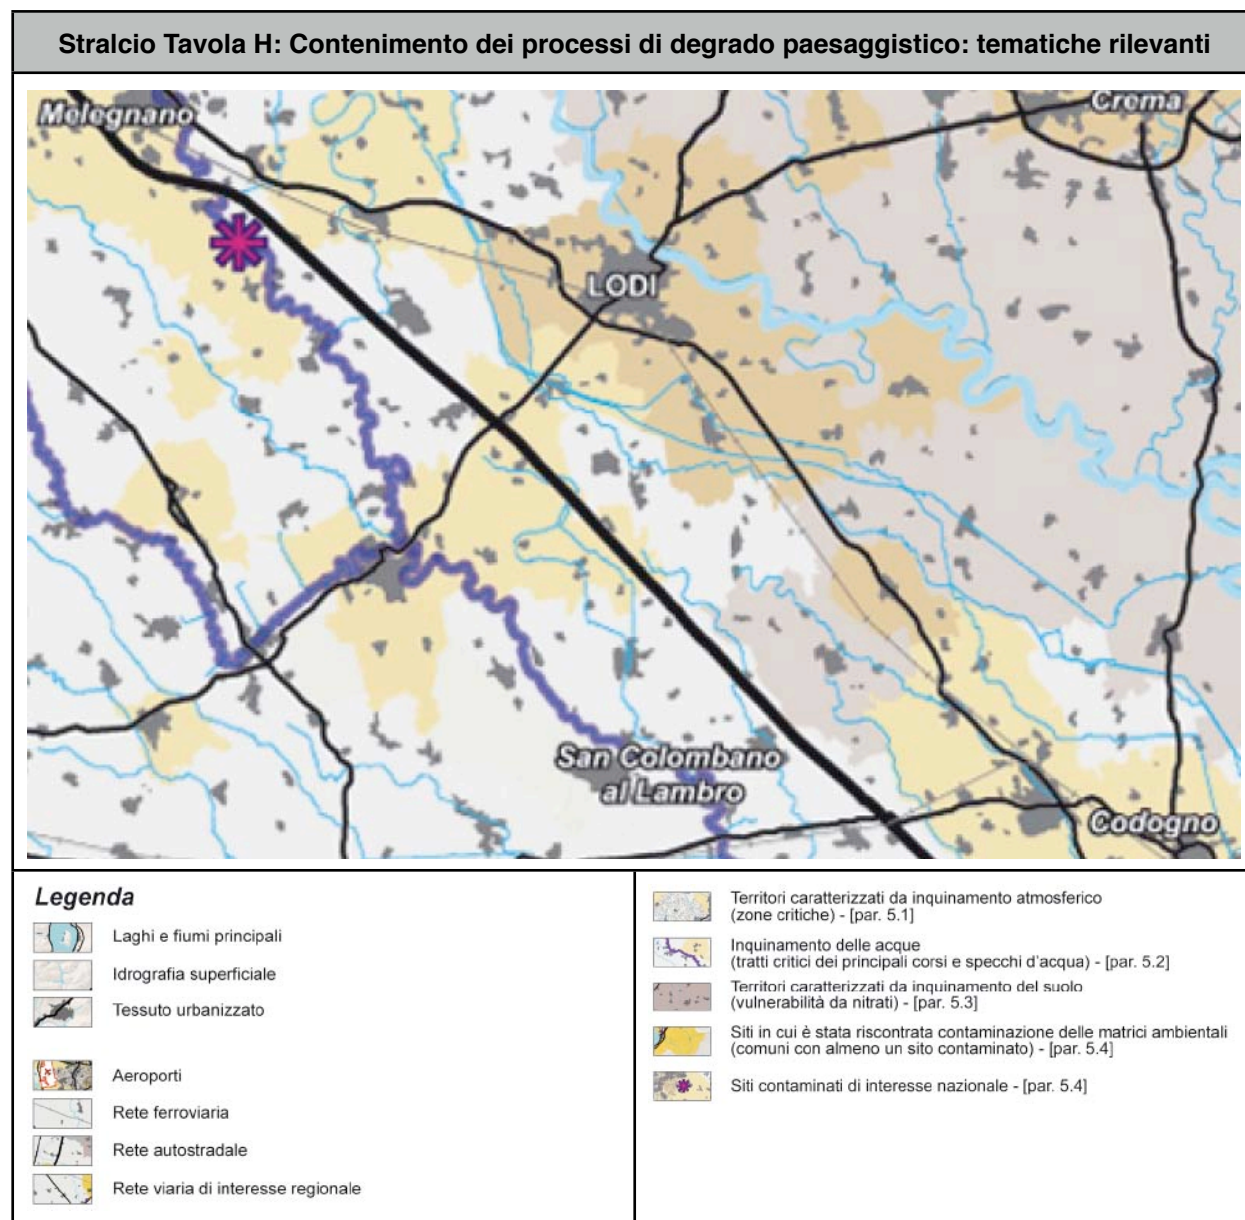 Stralcio Tavola H: Contenimento dei processi di degrado paesaggistico: tematiche rilevanti
Melegnano
Crema
LODI
San Colombano
al Lambro
Codogno
Legenda
Laghi e fiumi principali
Idrografia superficiale
Tessuto urbanizzato
Aeroporti
Rete ferroviaria
Rete autostradale
Rete viaria di interesse regionale
Territori caratterizzati da inquinamento atmosferico
(zone critiche) - [par. 5.1]
Inquinamento delle acque
(tratti critici dei principali corsi e specchi d'acqua) - [par. 5.2]
Territori caratterizzati da inquinamento del suolo
(vulnerabilità da nitrati) - [par. 5.3]
Siti in cui è stata riscontrata contaminazione delle matrici ambientali
(comuni con almeno un sito contaminato) - [par. 5.4]
Siti contaminati di interesse nazionale - [par. 5.4]